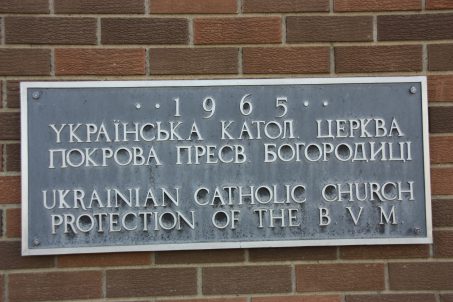 ·· 1965 ··
УКРАЇНСЬКА КАТОЛ. ЦЕРКВА
ПОКРОВА ПРЕСВ. БОГОРОДИЦІ
UKRAINIAN CATHOLIC CHURCH
PROTECTION OF THE B V M.